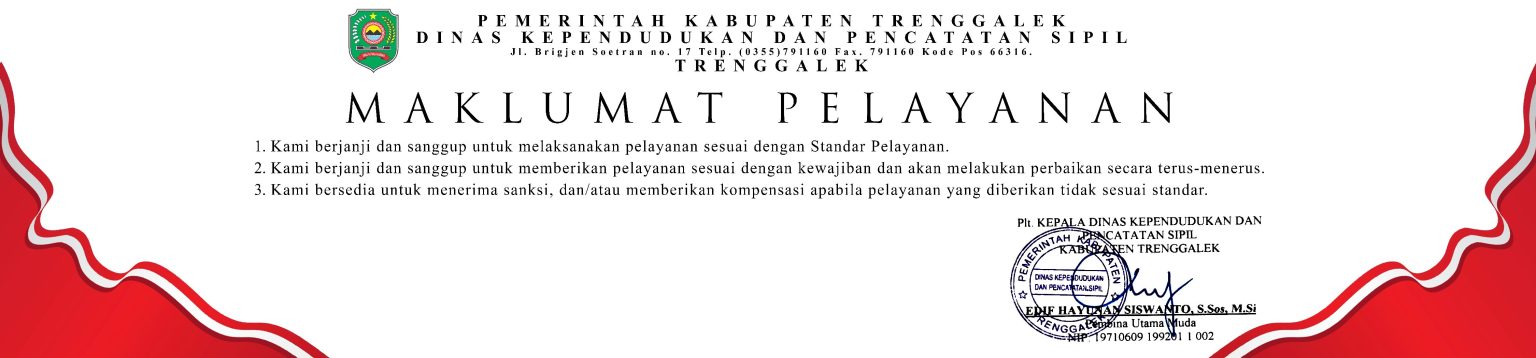 PEMERINTAH KABUPATEN TRENGGALEK
DINAS KEPENDUDUKAN DAN PENCATATAN SIPIL
Jl. Brigjen Soetran no. 17 Telp. (0355)791160 Fax. 791160 Kode Pos 66316.
TRENGGALEK
MAKLUMAT PELAYANAN
1. Kami berjanji dan sanggup untuk melaksanakan pelayanan sesuai dengan Standar Pelayanan.
2. Kami berjanji dan sanggup untuk memberikan pelayanan sesuai dengan kewajiban dan akan melakukan perbaikan secara terus-menerus.
3. Kami bersedia untuk menerima sanksi, dan/atau memberikan kompensasi apabila pelayanan yang diberikan tidak sesuai standar.
Plt. KEPALA DINAS KEPENDUDUKAN DAN
PENCATATAN SIPIL
KABUPATEN TRENGGALEK
PEMERINTAH KABUPATEN
DINAS KEPENDUDUKAN
DAN PENCATATAN SIPIL
TRENGGALEK
EDIF HAYUNAN SISWANTO, S.Sos, M.Si
Pembina Utama Muda
NIP. 19710609 199201 1 002